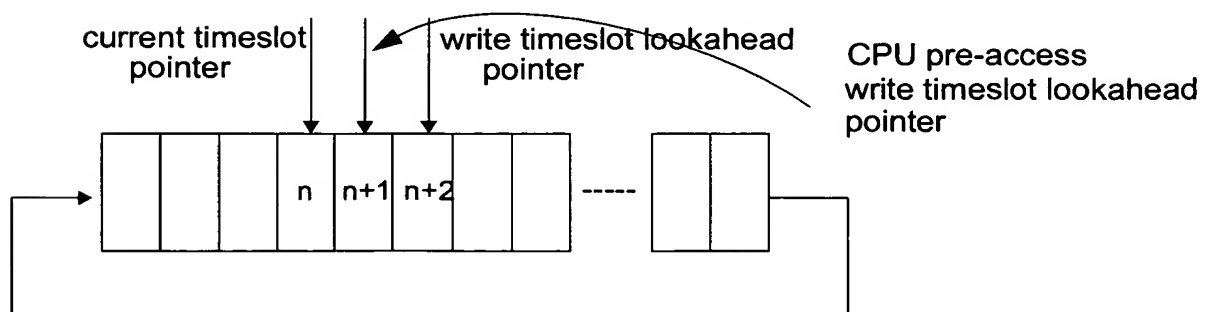 current timeslot
pointer
write timeslot lookahead
pointer
CPU pre-access
write timeslot lookahead
pointer
n
n+1
n+2